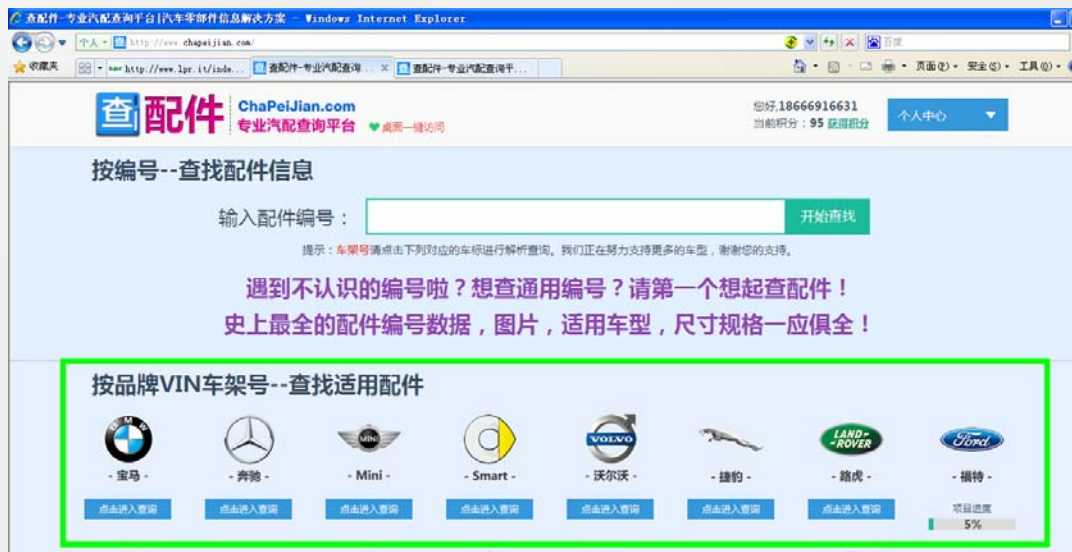 查配件-专业汽配查询平台|汽车零部件信息解决方案 - Windows Internet Explorer
个人 http://www.chapeijian.com/ 百度
收藏夹 http://www.lpr.it/inde... 查配件-专业汽配查询... x 查配件-专业汽配查询平... 页面(P) 安全(S) 工具(O)
查配件 ChaPeiJian.com
专业汽配查询平台 桌面一键访问
您好,18666916631
当前积分:95 获得积分
个人中心
按编号--查找配件信息
输入配件编号: 开始查找
提示:车架号请点击下列对应的车标进行解析查询。我们正在努力支持更多的车型,谢谢您的支持。
遇到不认识的编号啦?想查通用编号?请第一个想起查配件!
史上最全的配件编号数据,图片,适用车型,尺寸规格一应俱全!
按品牌VIN车架号--查找适用配件
BMW MINI VOLVO LAND-ROVER Ford
- 宝马 - - 奔驰 - - Mini - - Smart - - 沃尔沃 - - 捷豹 - - 路虎 - - 福特 -
点击进入查询 点击进入查询 点击进入查询 点击进入查询 点击进入查询 点击进入查询 点击进入查询 项目进度
5%